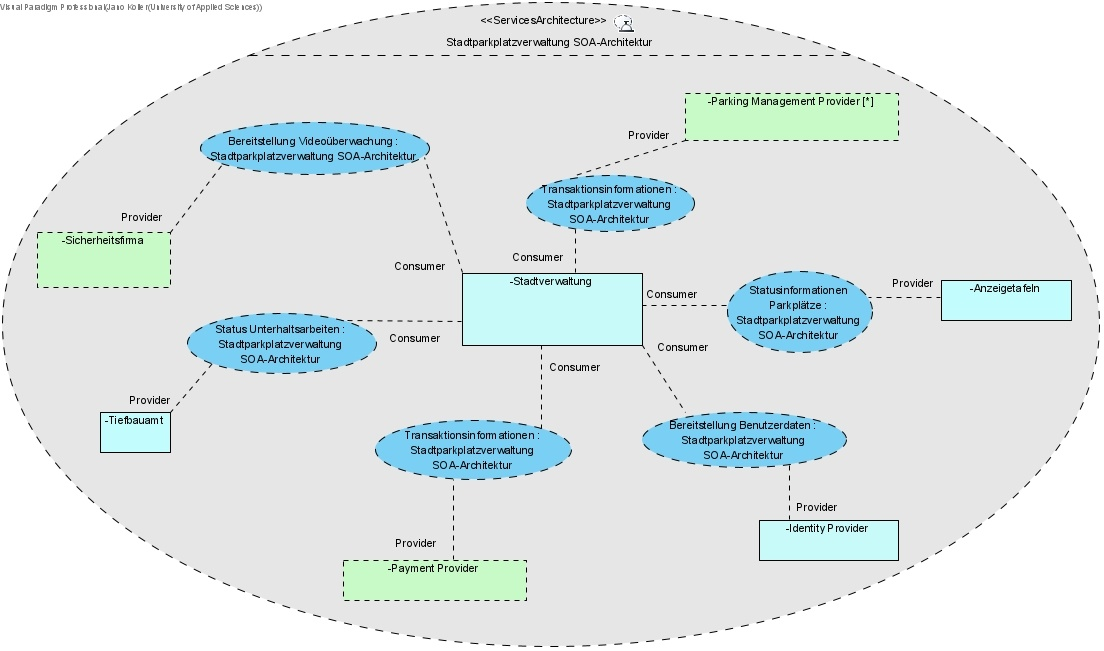 Visual Paradigm Professional(Jano Koller(University of Applied Sciences))
<<ServicesArchitecture>>
Stadtparkplatzverwaltung SOA-Architektur
-Parking Management Provider [*]
Provider
Bereitstellung Videoüberwachung :
Stadtparkplatzverwaltung SOA-Architektur
Transaktionsinformationen :
Stadtparkplatzverwaltung
SOA-Architektur
Provider
-Sicherheitsfirma
Consumer
Consumer
-Stadtverwaltung
Consumer
Statusinformationen
Parkplätze :
Stadtparkplatzverwaltung
SOA-Architektur
Provider
-Anzeigetafeln
Status Unterhaltsarbeiten :
Stadtparkplatzverwaltung
SOA-Architektur
Consumer
Consumer
Consumer
Provider
-Tiefbauamt
Transaktionsinformationen :
Stadtparkplatzverwaltung
SOA-Architektur
Bereitstellung Benutzerdaten :
Stadtparkplatzverwaltung
SOA-Architektur
Provider
-Identity Provider
Provider
-Payment Provider